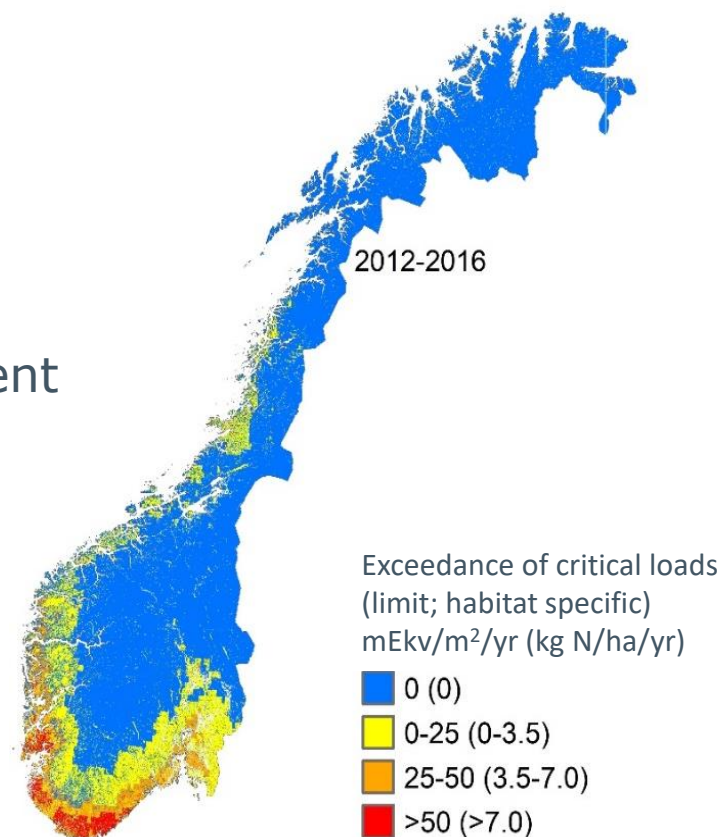 2012-2016
ent
Exceedance of critical loads
(limit; habitat specific)
mEkv/m²/yr (kg N/ha/yr)
0 (0)
0-25 (0-3.5)
25-50 (3.5-7.0)
>50 (>7.0)